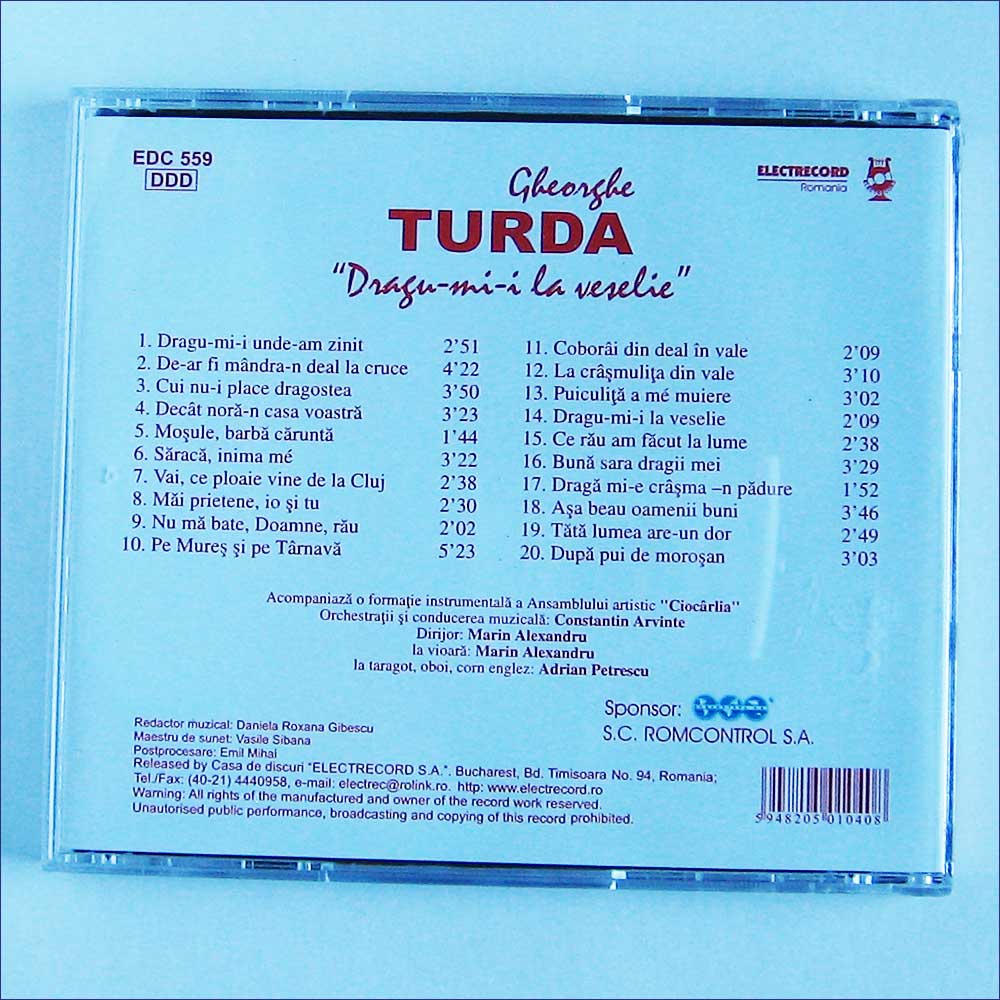 EDC 559
DDD
ELECTRECORD
Romania
Gheorghe
TURDA
"Dragu-mi-i la veselie"
1. Dragu-mi-i unde-am zinit 2'51
2. De-ar fi mândra-n deal la cruce 4'22
3. Cui nu-i place dragostea 3'50
4. Decât noră-n casa voastră 3'23
5. Moşule, barbă căruntă 1'44
6. Săracă, inima mé 3'22
7. Vai, ce ploaie vine de la Cluj 2'38
8. Măi prietene, io şi tu 2'30
9. Nu mă bate, Doamne, rău 2'02
10. Pe Mureş şi pe Târnavă 5'23
11. Coborâi din deal în vale 2'09
12. La crâşmuliţa din vale 3'10
13. Puiculiţă a mé muiere 3'02
14. Dragu-mi-i la veselie 2'09
15. Ce rău am făcut la lume 2'38
16. Bună sara dragii mei 3'29
17. Dragă mi-e crâşma –n pădure 1'52
18. Aşa beau oamenii buni 3'46
19. Tătă lumea are-un dor 2'49
20. După pui de moroşan 3'03
Acompaniază o formaţie instrumentală a Ansamblului artistic "Ciocârlia"
Orchestraţii şi conducerea muzicală: Constantin Arvinte
Dirijor: Marin Alexandru
la vioară: Marin Alexandru
la taragot, oboi, corn englez: Adrian Petrescu
Sponsor:
S.C. ROMCONTROL S.A.
Redactor muzical: Daniela Roxana Gibescu
Maestru de sunet: Vasile Sibana
Postprocesare: Emil Mihai
Released by Casa de discuri "ELECTRECORD S.A.". Bucharest, Bd. Timisoara No. 94, Romania;
Tel./Fax: (40-21) 4440958, e-mail: electrec@rolink.ro. http: www.electrecord.ro
Warning: All rights of the manufactured and owner of the record work reserved.
Unautorised public performance, broadcasting and copying of this record prohibited.
5 948205 010408